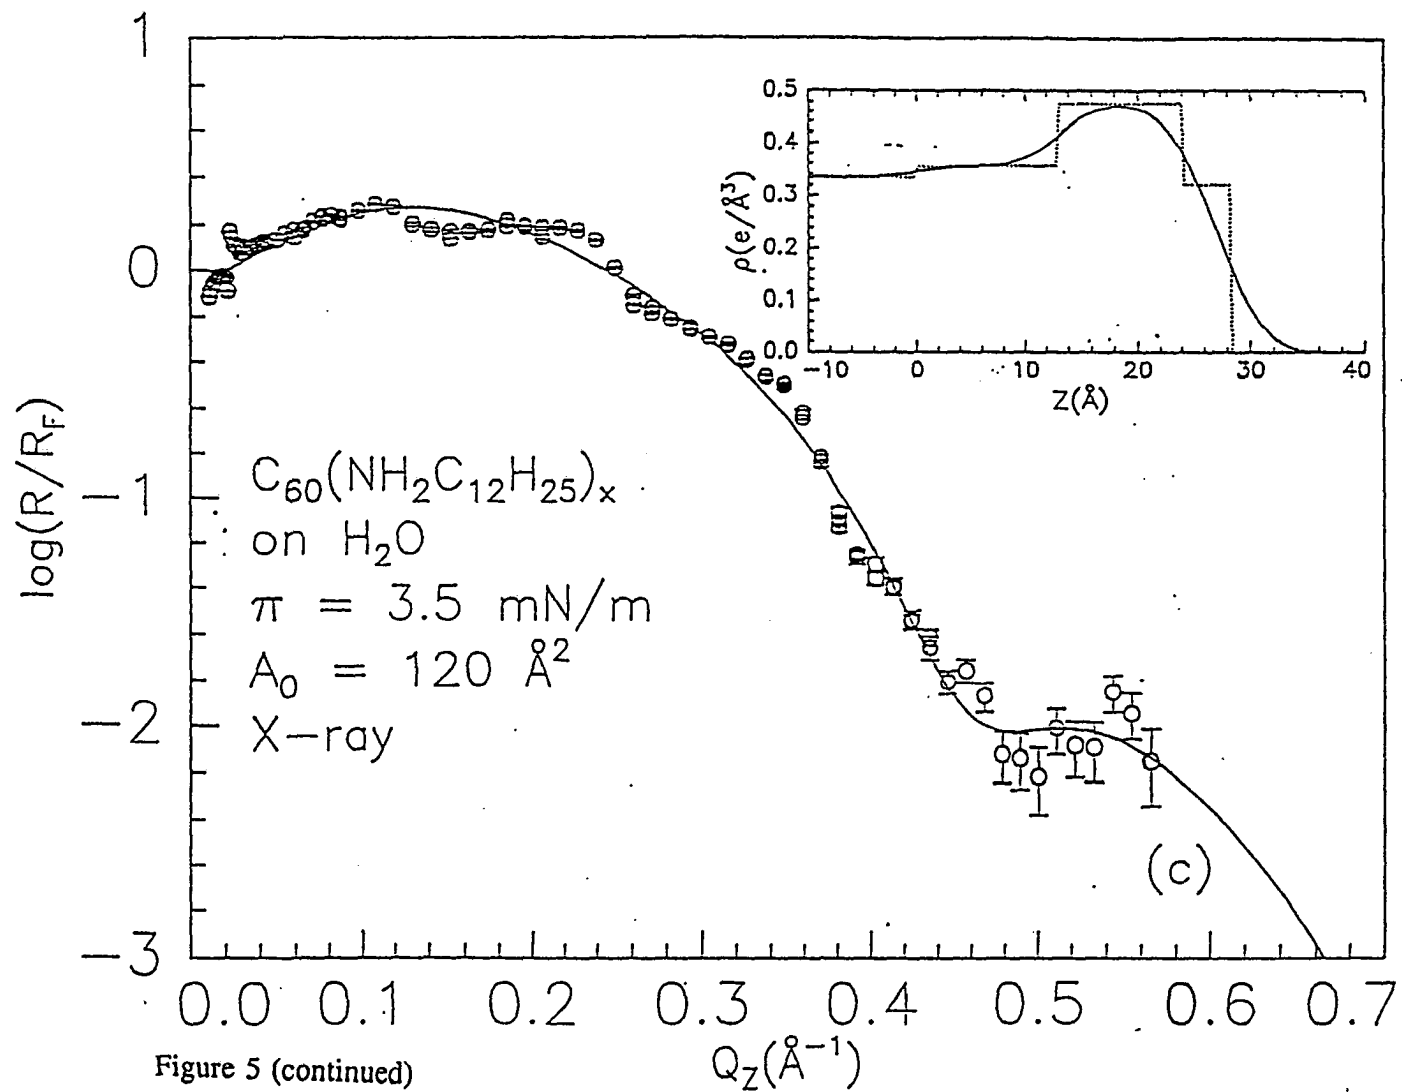 1
0
−1
−2
−3
log(R/R_F)
0.0 0.1 0.2 0.3 0.4 0.5 0.6 0.7
Q_Z(Å⁻¹)
C₆₀(NH₂C₁₂H₂₅)ₓ
on H₂O
π = 3.5 mN/m
A₀ = 120 Å²
X−ray
(c)
0.5
0.4
0.3
0.2
0.1
0.0
ρ(e/Å³)
−10 0 10 20 30 40
Z(Å)
Figure 5 (continued)